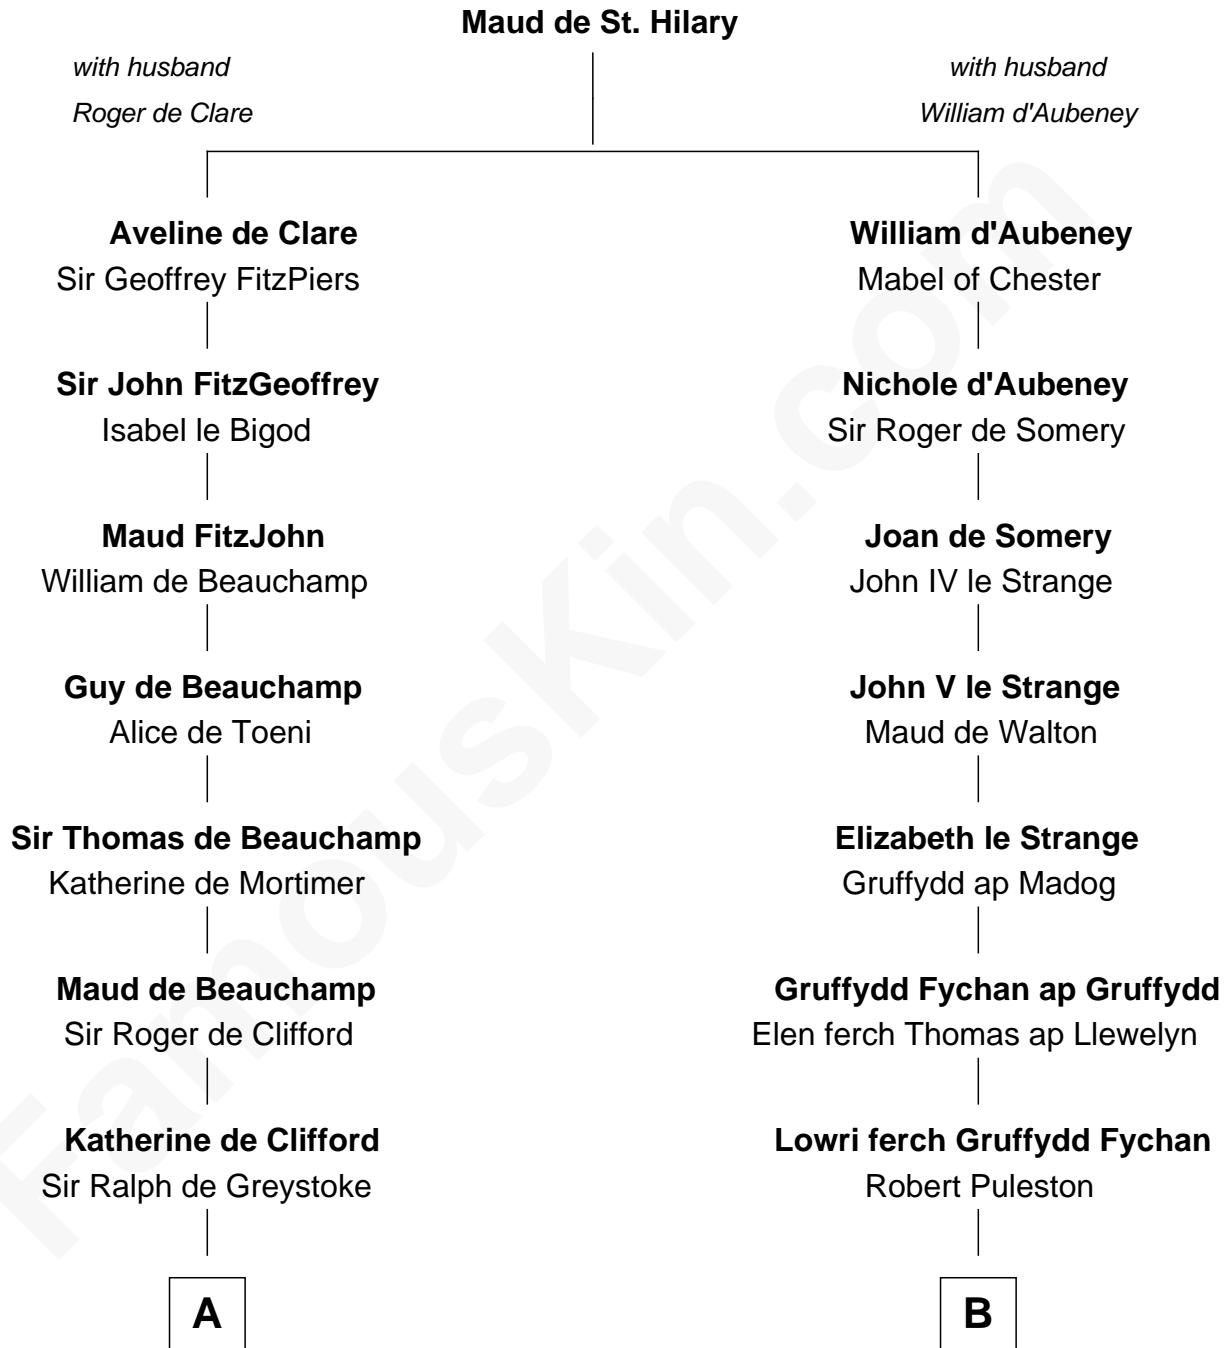 Maud de St. Hilary
with husband
Roger de Clare
with husband
William d'Aubeney
Aveline de Clare
Sir Geoffrey FitzPiers
William d'Aubeney
Mabel of Chester
Sir John FitzGeoffrey
Isabel le Bigod
Nichole d'Aubeney
Sir Roger de Somery
Maud FitzJohn
William de Beauchamp
Joan de Somery
John IV le Strange
Guy de Beauchamp
Alice de Toeni
John V le Strange
Maud de Walton
Sir Thomas de Beauchamp
Katherine de Mortimer
Elizabeth le Strange
Gruffydd ap Madog
Maud de Beauchamp
Sir Roger de Clifford
Gruffydd Fychan ap Gruffydd
Elen ferch Thomas ap Llewelyn
Katherine de Clifford
Sir Ralph de Greystoke
Lowri ferch Gruffydd Fychan
Robert Puleston
A
B
FamousKin.com